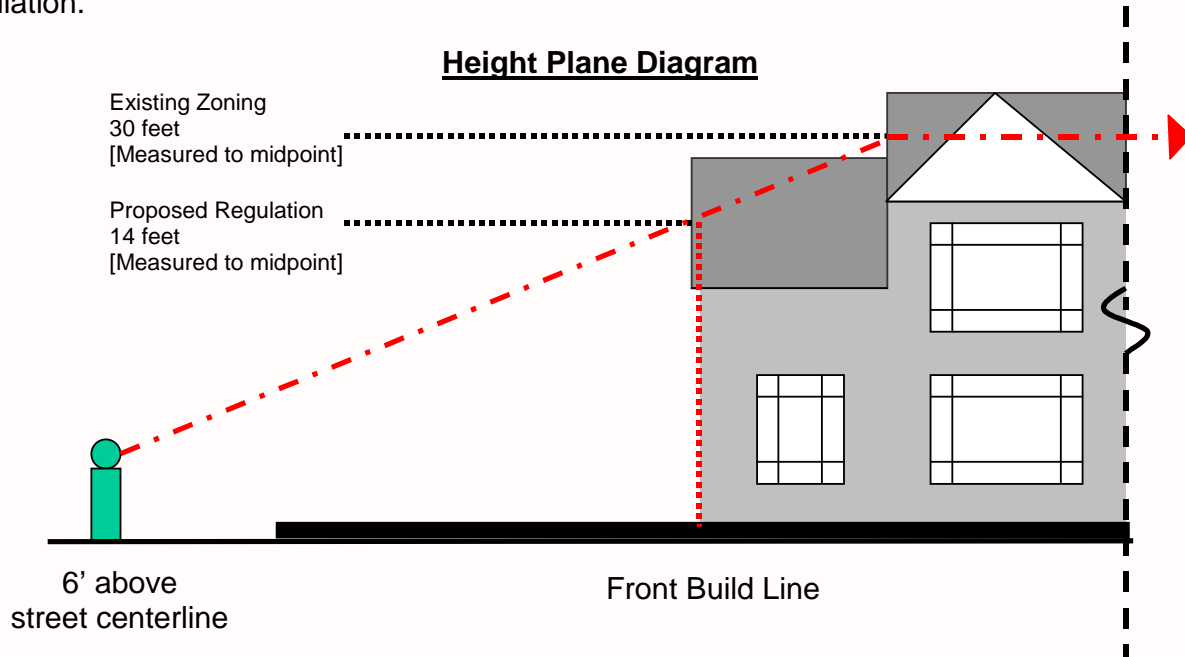 Height Plane Diagram
Existing Zoning
30 feet
[Measured to midpoint]
Proposed Regulation
14 feet
[Measured to midpoint]
6’ above
street centerline
Front Build Line